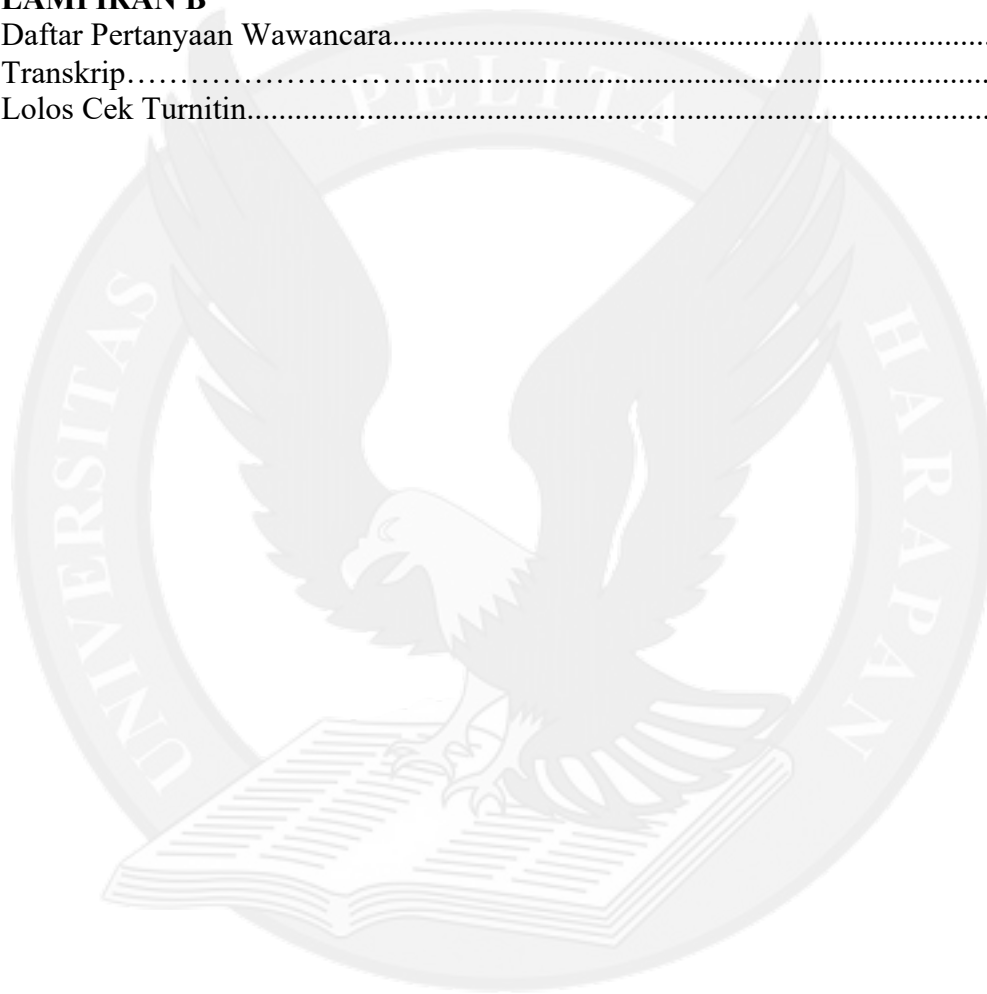 LAMPIRAN B
Daftar Pertanyaan Wawancara...........................................................................
Transkrip……………………….........................................................................
Lolos Cek Turnitin.............................................................................................
PELITA
UNIVERSITAS
HARAPAN